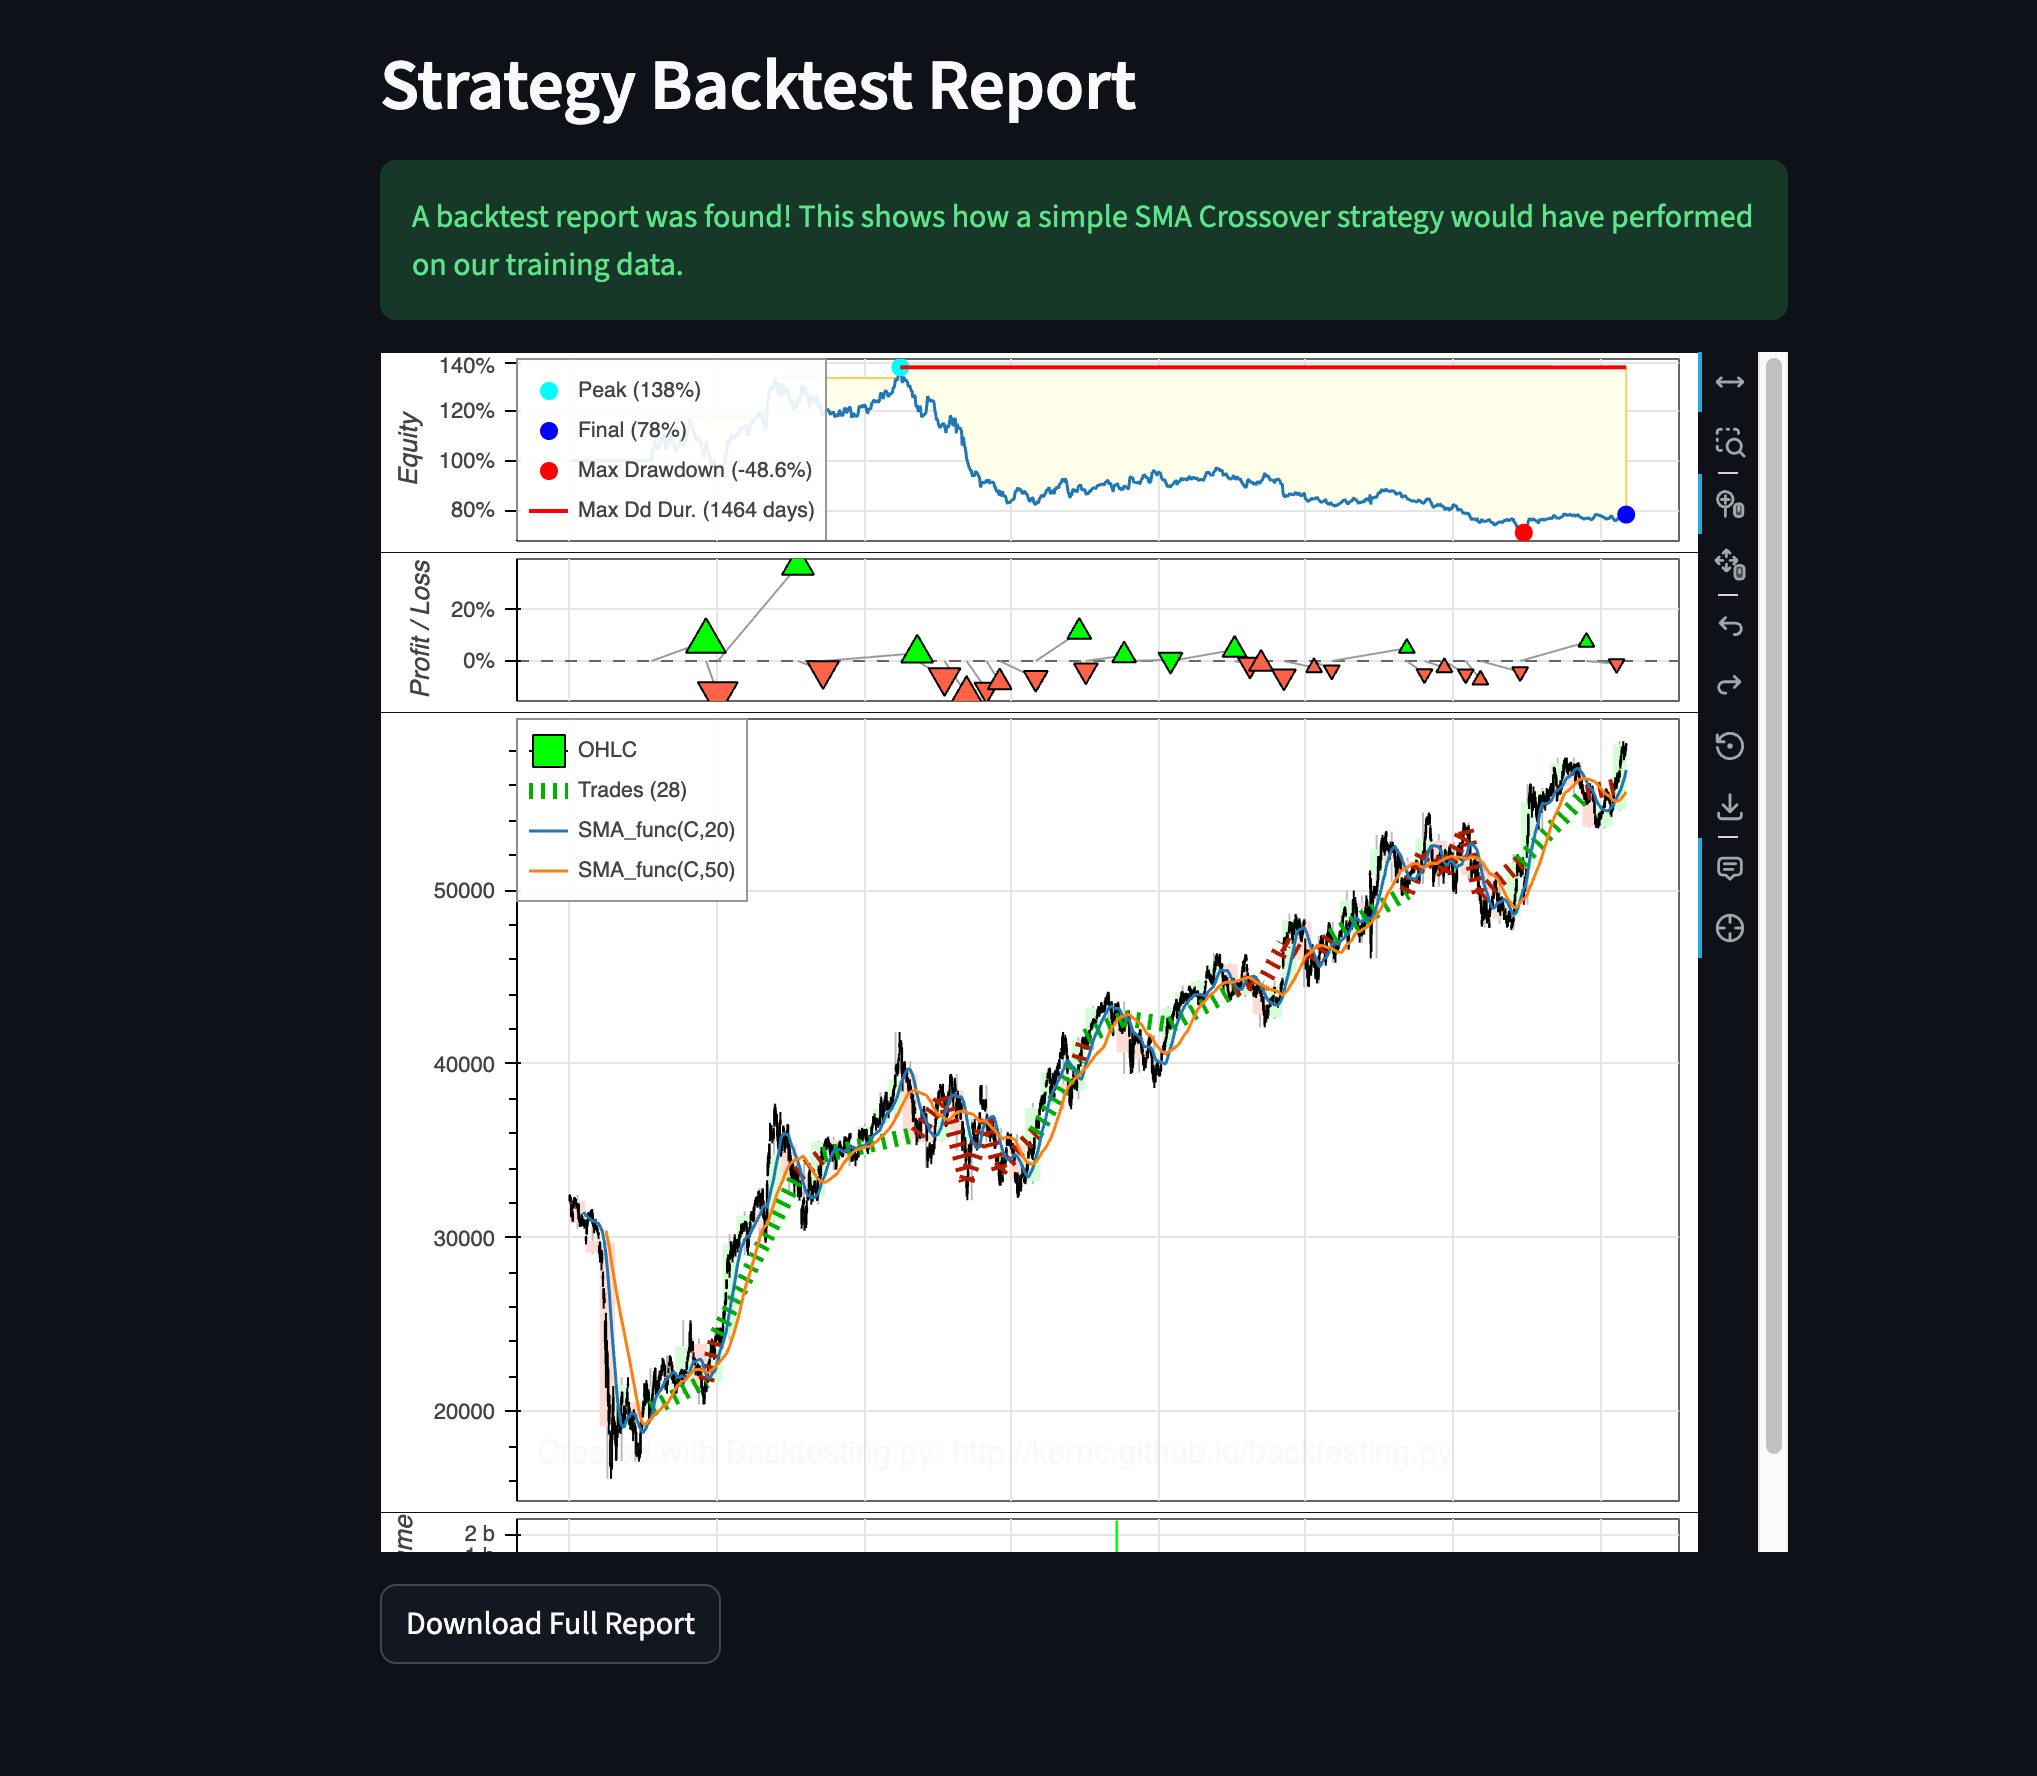 Strategy Backtest Report
A backtest report was found! This shows how a simple SMA Crossover strategy would have performed
on our training data.
Equity
140%
120%
100%
80%
Peak (138%)
Final (78%)
Max Drawdown (-48.6%)
Max Dd Dur. (1464 days)
Profit / Loss
20%
0%
OHLC
Trades (28)
SMA_func(C,20)
SMA_func(C,50)
50000
40000
30000
20000
Created with Backtesting.py: http://kernc.github.io/backtesting.py
2 b
Download Full Report